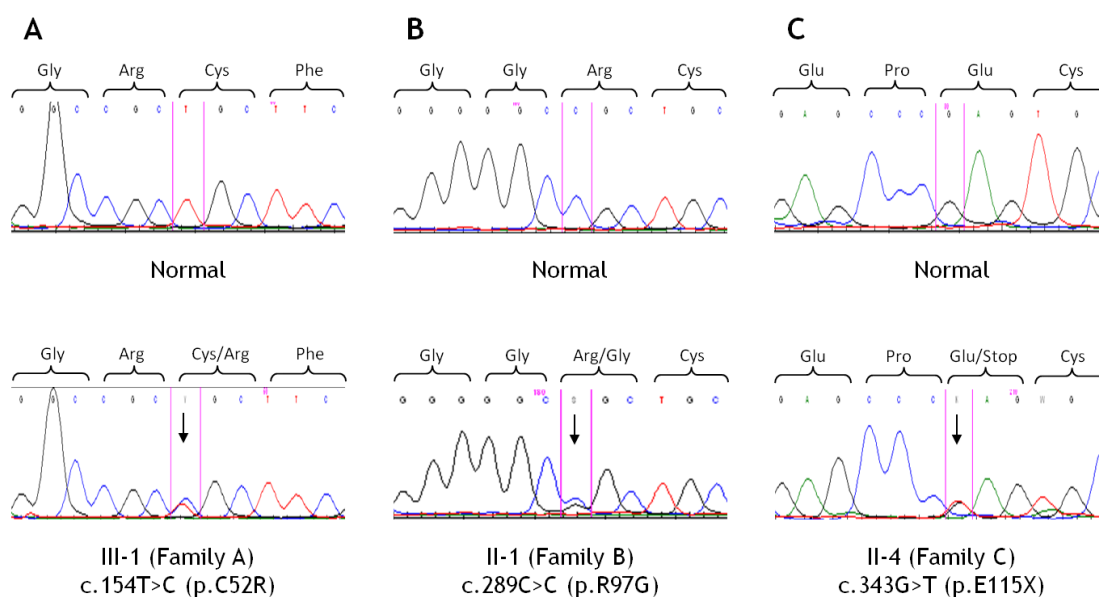 A B C
Gly Arg Cys Phe
Gly Gly Arg Cys
Glu Pro Glu Cys
G G C C G C T G C T T C
G G G G G C C G C T G C
G A G C C C G A G T G
Normal Normal Normal
Gly Arg Cys/Arg Phe
Gly Gly Arg/Gly Cys
Glu Pro Glu/Stop Cys
G G C C G C T T C
G G G G G C G C T G C
G A G C C C A G W G
III-1 (Family A)
c.154T>C (p.C52R)
II-1 (Family B)
c.289C>C (p.R97G)
II-4 (Family C)
c.343G>T (p.E115X)